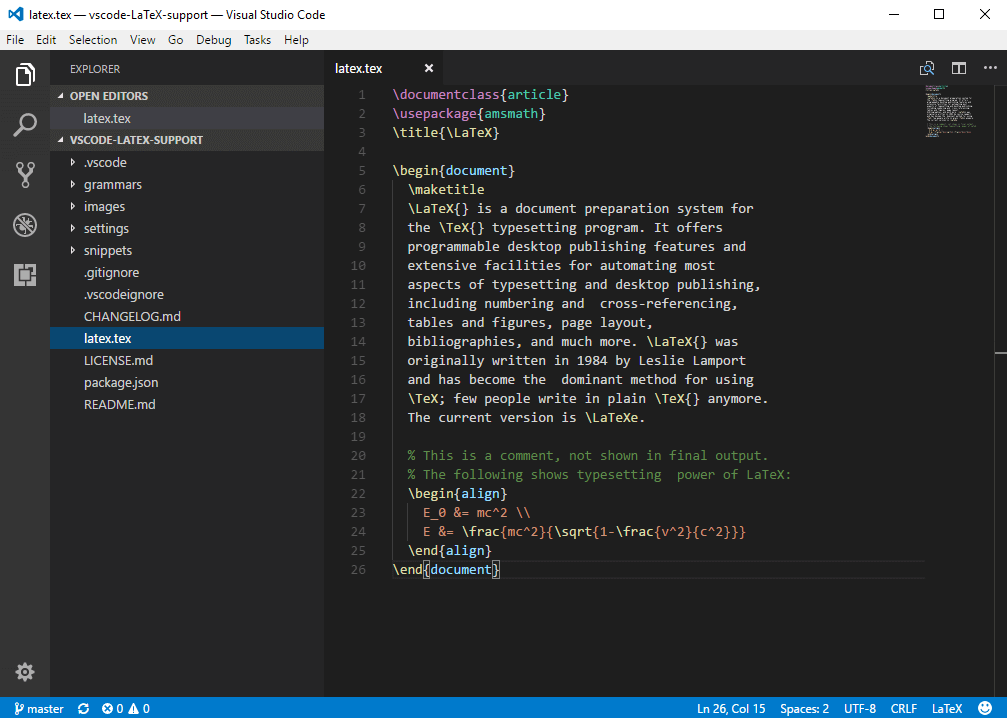 latex.tex — vscode-LaTeX-support — Visual Studio Code
File Edit Selection View Go Debug Tasks Help
EXPLORER
OPEN EDITORS
latex.tex
VSCODE-LATEX-SUPPORT
.vscode
grammars
images
settings
snippets
.gitignore
.vscodeignore
CHANGELOG.md
latex.tex
LICENSE.md
package.json
README.md
latex.tex
1 \documentclass{article}
2 \usepackage{amsmath}
3 \title{\LaTeX}
4
5 \begin{document}
6 \maketitle
7 \LaTeX{} is a document preparation system for
8 the \TeX{} typesetting program. It offers
9 programmable desktop publishing features and
10 extensive facilities for automating most
11 aspects of typesetting and desktop publishing,
12 including numbering and  cross-referencing,
13 tables and figures, page layout,
14 bibliographies, and much more. \LaTeX{} was
15 originally written in 1984 by Leslie Lamport
16 and has become the  dominant method for using
17 \TeX; few people write in plain \TeX{} anymore.
18 The current version is \LaTeXe.
19
20 % This is a comment, not shown in final output.
21 % The following shows typesetting  power of LaTeX:
22 \begin{align}
23 E_0 &= mc^2 \\
24 E &= \frac{mc^2}{\sqrt{1-\frac{v^2}{c^2}}}
25 \end{align}
26 \end{document}
master 0 0 Ln 26, Col 15 Spaces: 2 UTF-8 CRLF LaTeX